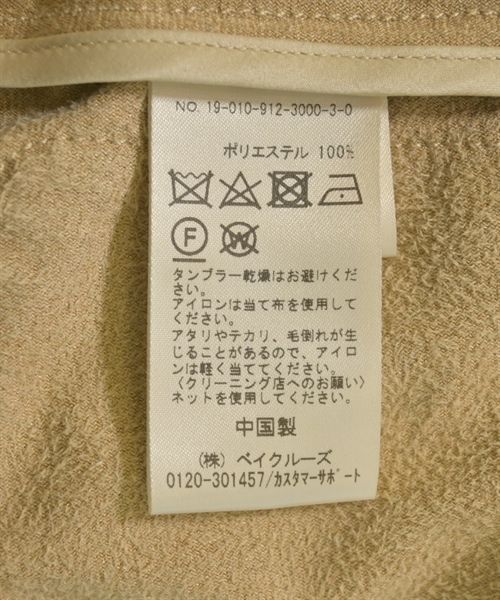 NO. 19-010-912-3000-3-0
ポリエステル 100%
F W
タンブラー乾燥はお避けくだ
さい。
アイロンは当て布を使用して
ください。
アタリやテカリ、毛倒れが生
じることがあるので、アイロ
ンは軽く当ててください。
〈クリーニング店へのお願い〉
ネットを使用してください。
中国製
(株) ベイクルーズ
0120-301457/カスタマーサポート